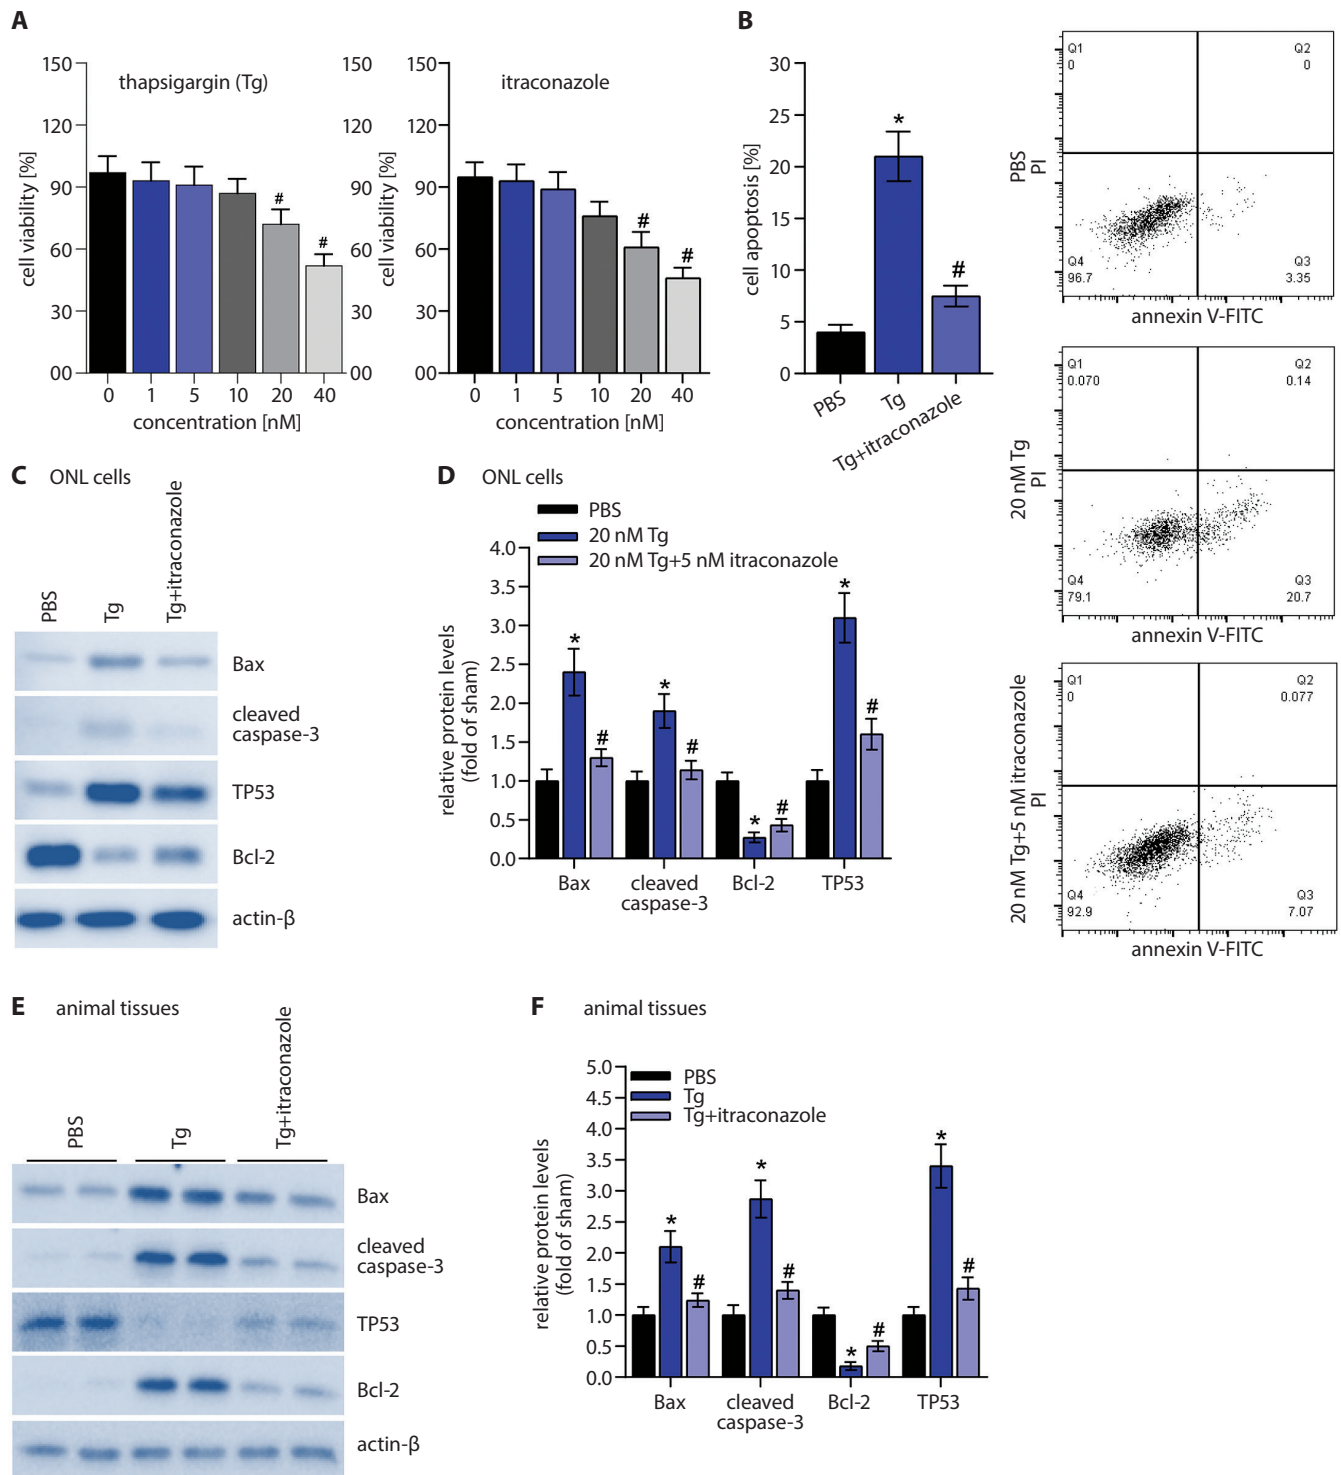 A
150
120
90
60
30
00
cell viability [%]
thapsigargin (Tg)
#
#
0 1 5 10 20 40
concentration [nM]
150
120
90
60
30
00
cell viability [%]
itraconazole
#
#
0 1 5 10 20 40
concentration [nM]
B
30
25
20
15
10
5
0
cell apoptosis [%]
*
#
PBS
Tg
Tg+itraconazole
PBS
PI
Q1
0
Q2
0
Q4
96.7
Q3
3.35
annexin V-FITC
20 nM Tg
PI
Q1
0.070
Q2
0.14
Q4
79.1
Q3
20.7
annexin V-FITC
20 nM Tg+5 nM itraconazole
PI
Q1
0
Q2
0.077
Q4
92.9
Q3
7.07
annexin V-FITC
C ONL cells
PBS
Tg
Tg+itraconazole
Bax
cleaved
caspase-3
TP53
Bcl-2
actin-β
D ONL cells
PBS
20 nM Tg
20 nM Tg+5 nM itraconazole
4.0
3.5
3.0
2.5
2.0
1.5
1.0
0.5
0.0
relative protein levels
(fold of sham)
* # * # * # * #
Bax
cleaved
caspase-3
Bcl-2
TP53
E animal tissues
PBS
Tg
Tg+itraconazole
Bax
cleaved
caspase-3
TP53
Bcl-2
actin-β
F animal tissues
PBS
Tg
Tg+itraconazole
5.0
4.5
4.0
3.5
3.0
2.5
2.0
1.5
1.0
0.5
0.0
relative protein levels
(fold of sham)
* # * # * # * #
Bax
cleaved
caspase-3
Bcl-2
TP53